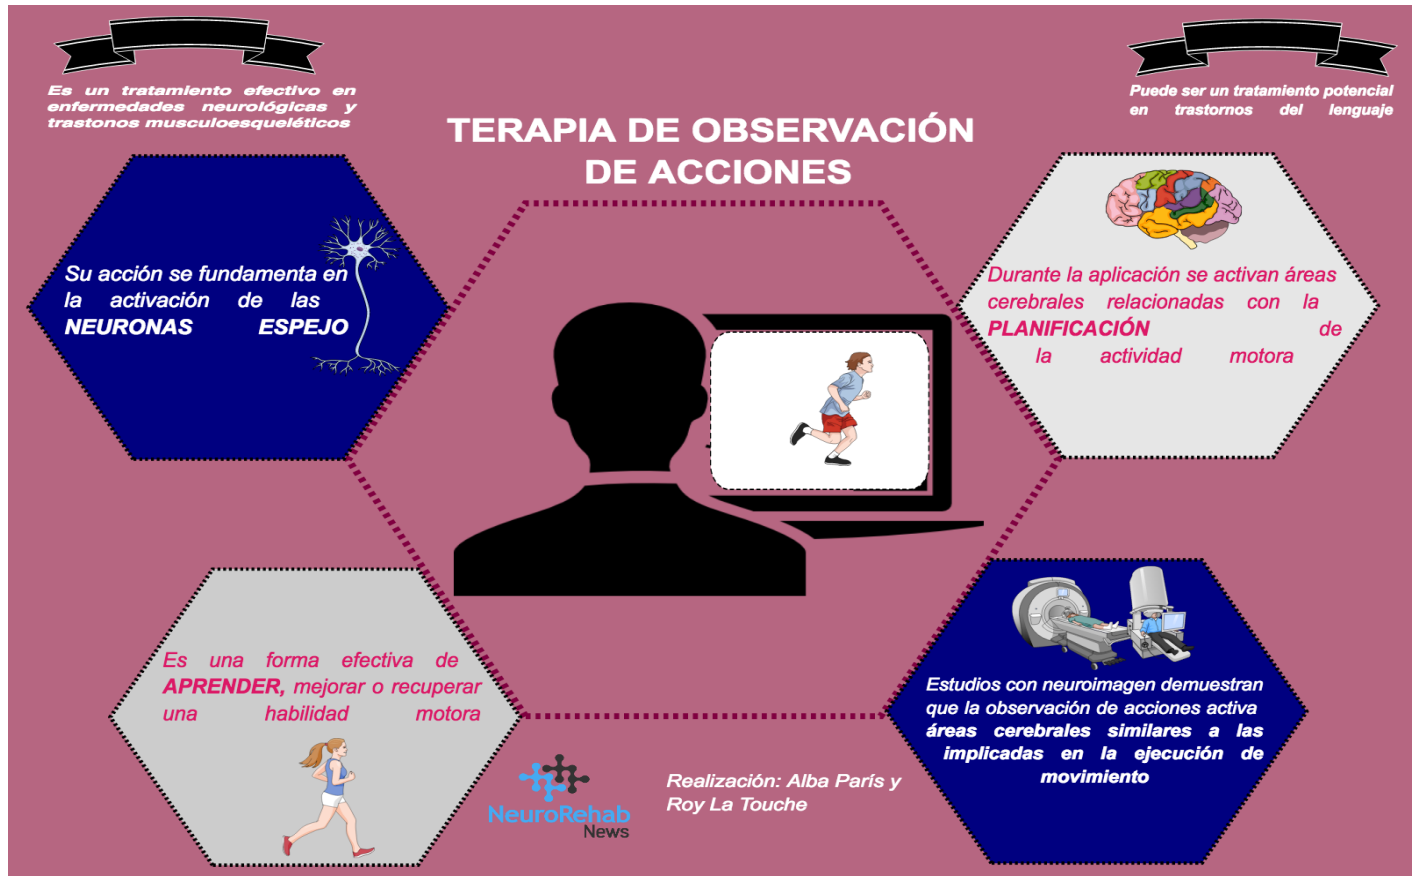 Es un tratamiento efectivo en
enfermedades neurológicas y
trastonos musculoesqueléticos
Puede ser un tratamiento potencial
en trastornos del lenguaje
TERAPIA DE OBSERVACIÓN
DE ACCIONES
Su acción se fundamenta en
la activación de las
NEURONAS ESPEJO
Durante la aplicación se activan áreas
cerebrales relacionadas con la
PLANIFICACIÓN de
la actividad motora
Es una forma efectiva de
APRENDER, mejorar o recuperar
una habilidad motora
Estudios con neuroimagen demuestran
que la observación de acciones activa
áreas cerebrales similares a las
implicadas en la ejecución de
movimiento
NeuroRehab
News
Realización: Alba París y
Roy La Touche